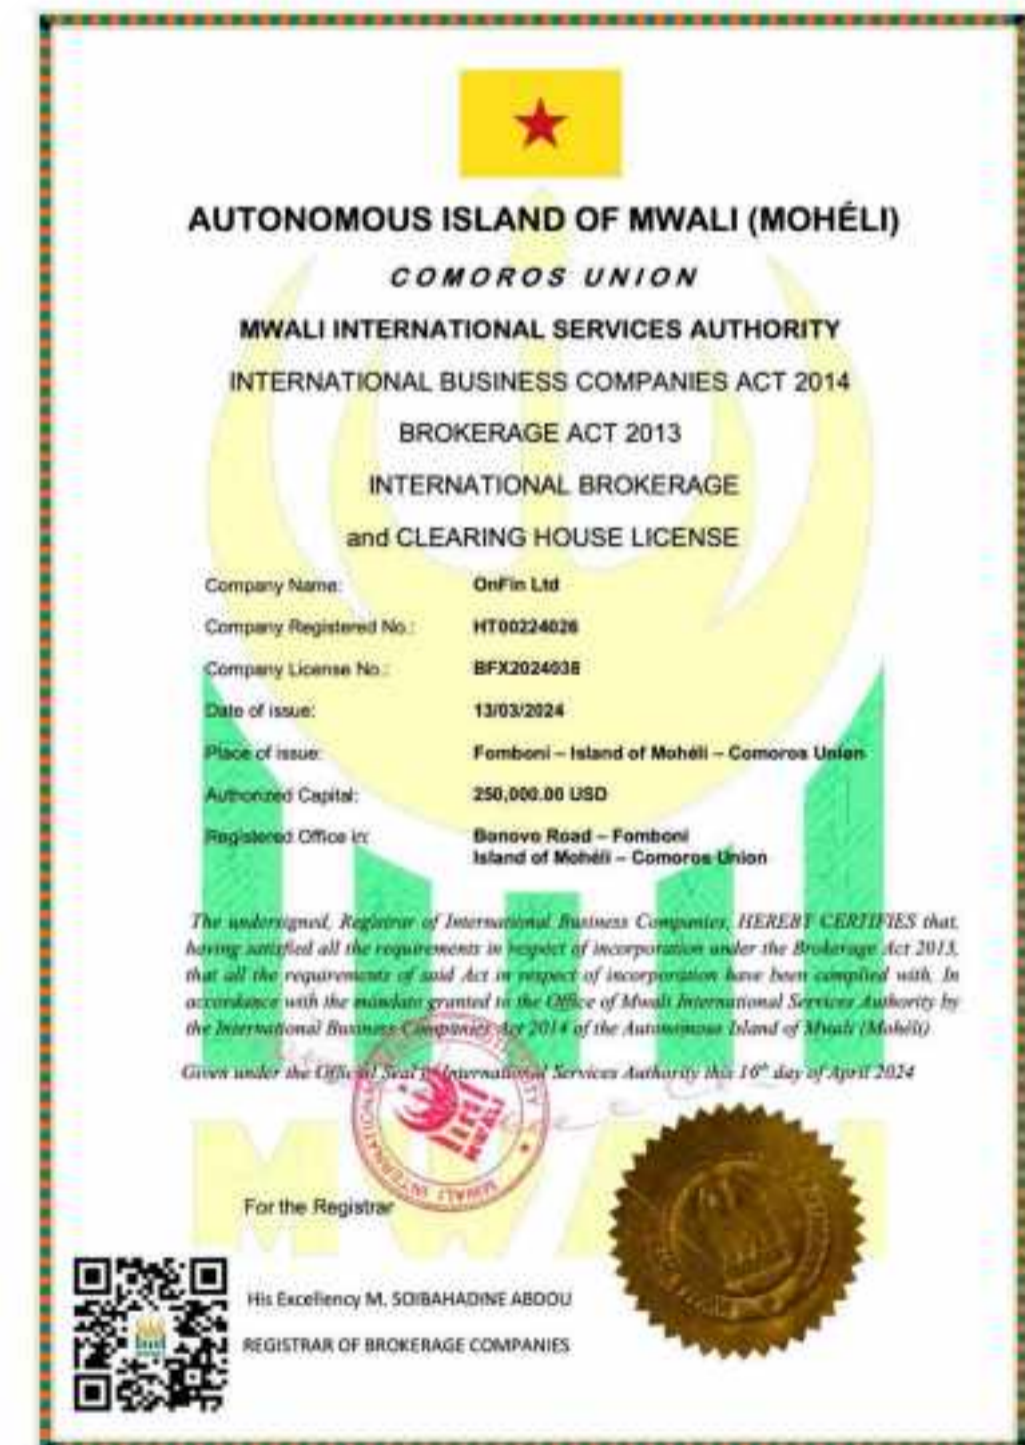 AUTONOMOUS ISLAND OF MWALI (MOHÉLI)
COMOROS UNION
MWALI INTERNATIONAL SERVICES AUTHORITY
INTERNATIONAL BUSINESS COMPANIES ACT 2014
BROKERAGE ACT 2013
INTERNATIONAL BROKERAGE
and CLEARING HOUSE LICENSE
Company Name: OnFin Ltd
Company Registered No.: HT00224026
Company License No.: BFX2024038
Date of issue: 13/03/2024
Place of issue: Fomboni – Island of Mohéli – Comoros Union
Authorized Capital: 250,000.00 USD
Registered Office in: Bonovo Road – Fomboni
Island of Mohéli – Comoros Union
The undersigned, Registrar of International Business Companies, HEREBY CERTIFIES that,
having satisfied all the requirements in respect of incorporation under the Brokerage Act 2013,
that all the requirements of said Act in respect of incorporation have been complied with. In
accordance with the mandate granted to the Office of Mwali International Services Authority by
the International Business Companies Act 2014 of the Autonomous Island of Mwali (Mohéli)
Given under the Official Seal of International Services Authority this 16th day of April 2024
MWALI
MWALI
For the Registrar
His Excellency M. SOIBAHADINE ABDOU
REGISTRAR OF BROKERAGE COMPANIES